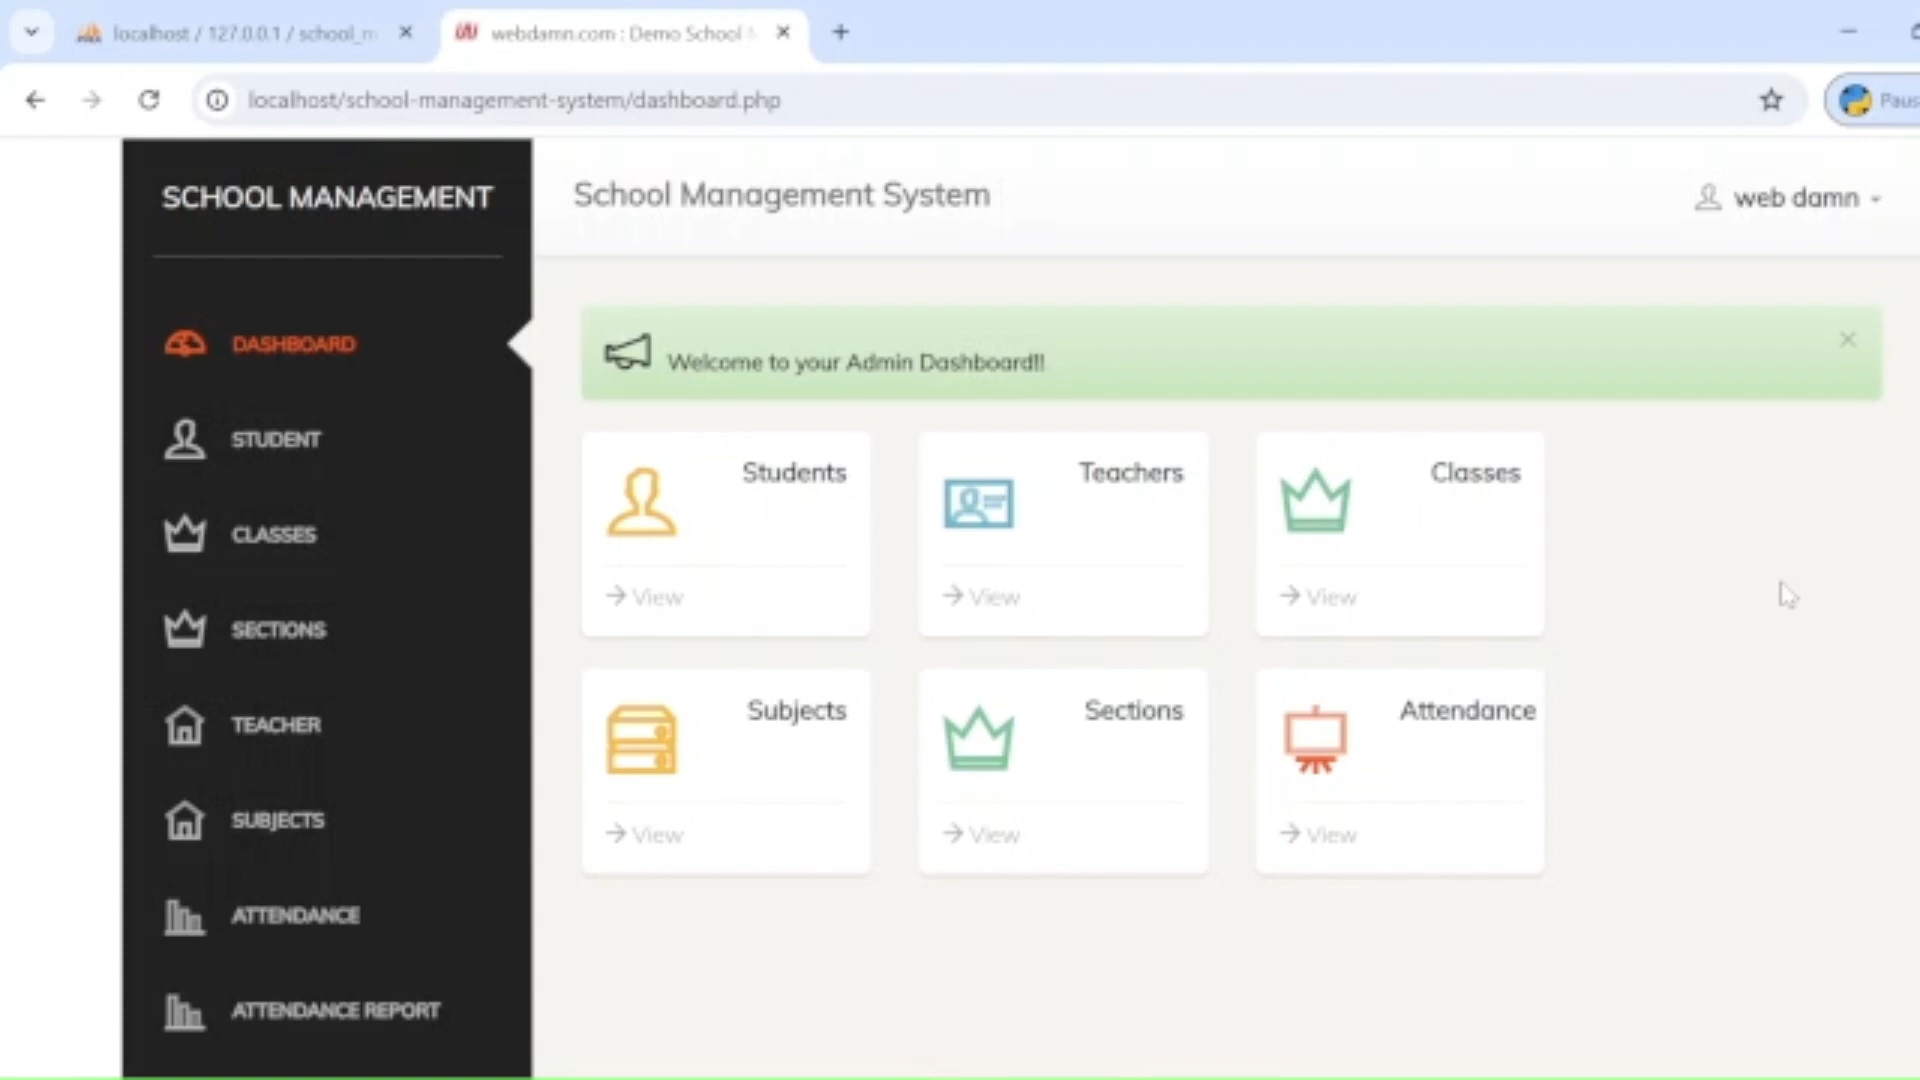 localhost / 127.0.0.1 / school_m
webdamn.com : Demo School
localhost/school-management-system/dashboard.php
Paus
SCHOOL MANAGEMENT
School Management System
web damn
DASHBOARD
Welcome to your Admin Dashboard!!
STUDENT
CLASSES
SECTIONS
TEACHER
SUBJECTS
ATTENDANCE
ATTENDANCE REPORT
Students
View
Teachers
View
Classes
View
Subjects
View
Sections
View
Attendance
View